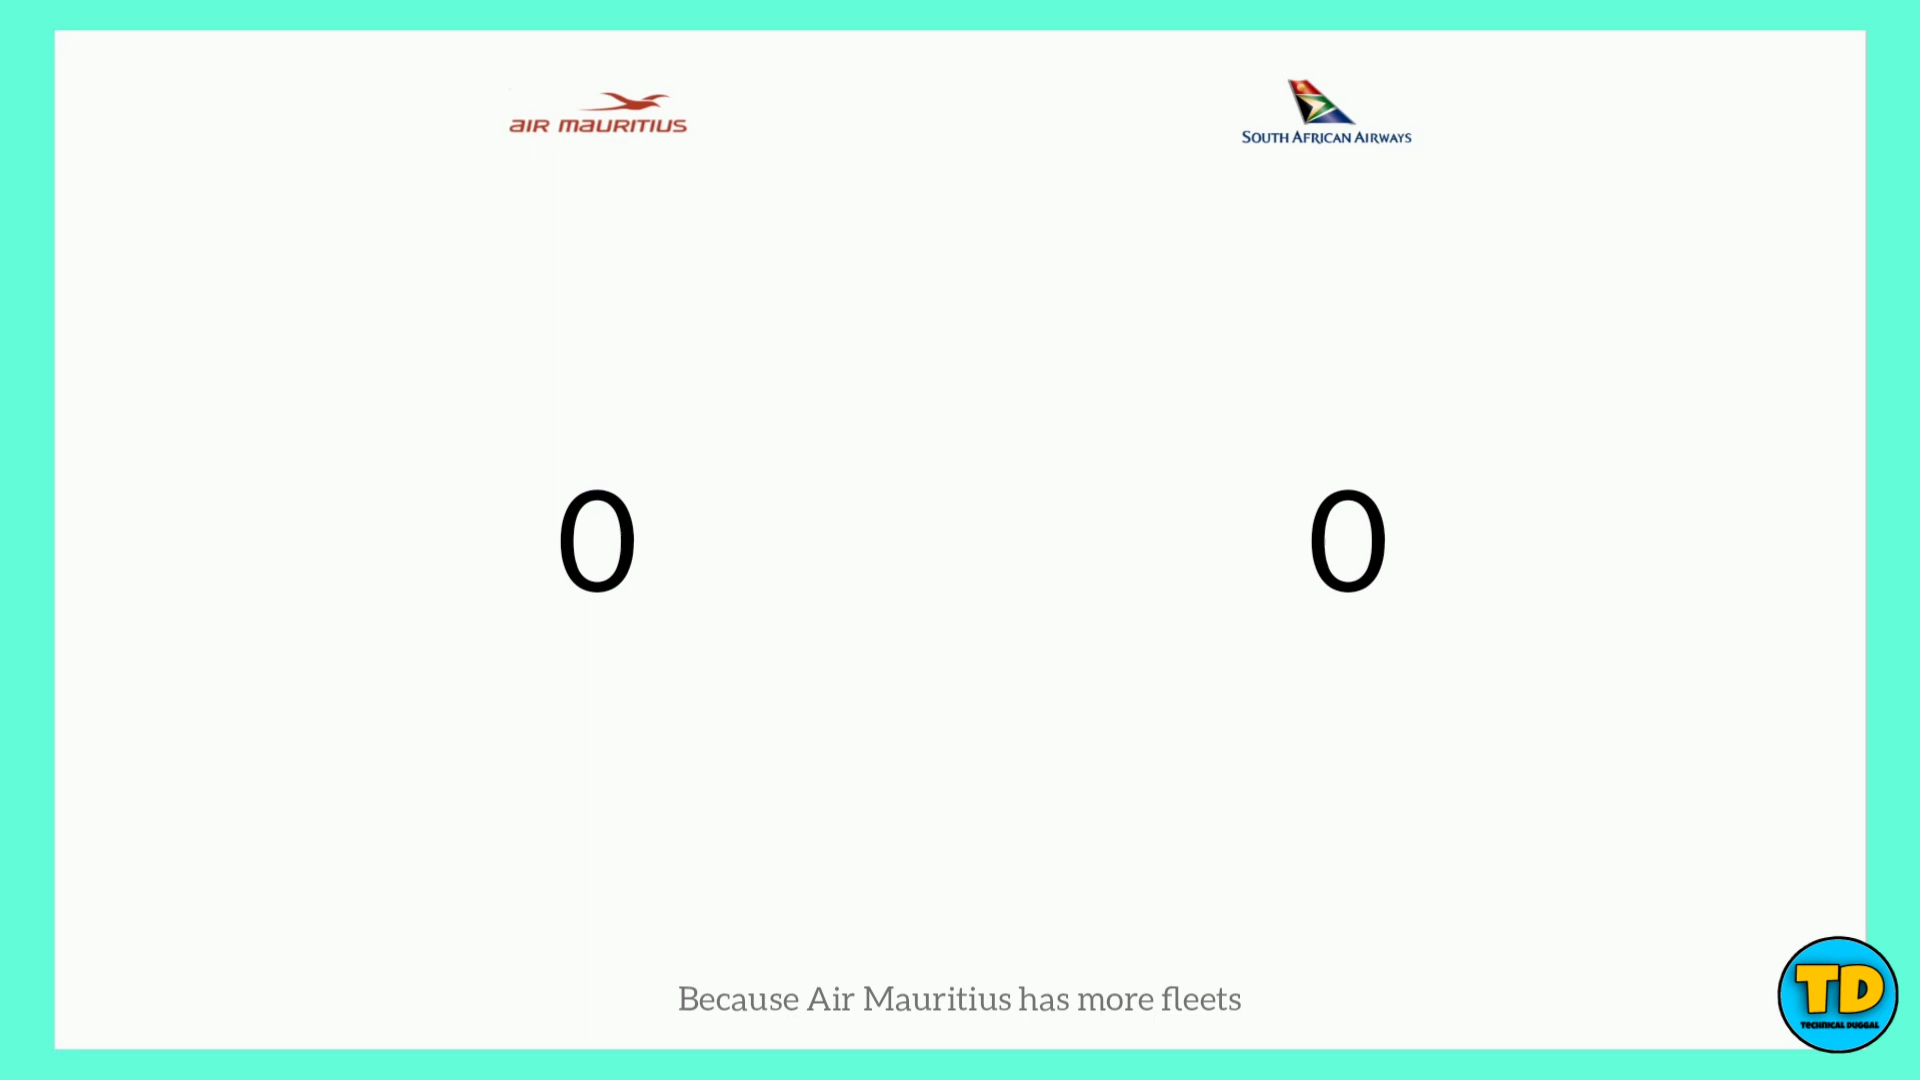 aiR mauRiTiUS
SOUTH AFRICAN AIRWAYS
0
0
Because Air Mauritius has more fleets
TD
TECHNICAL DUGGAL